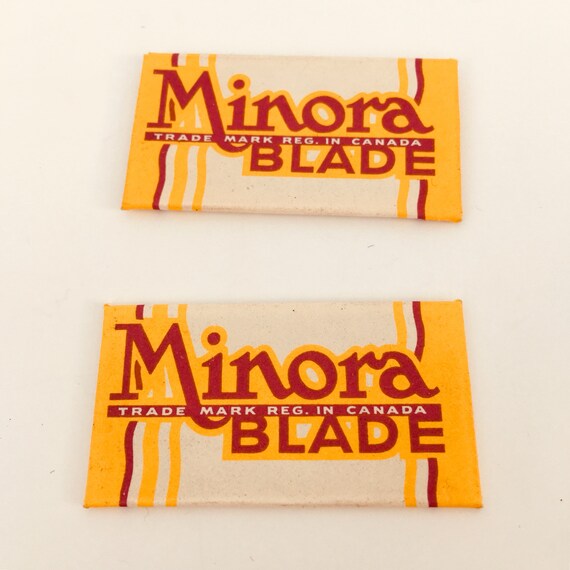 Minora
TRADE MARK REG. IN CANADA
BLADE
Minora
TRADE MARK REG. IN CANADA
BLADE